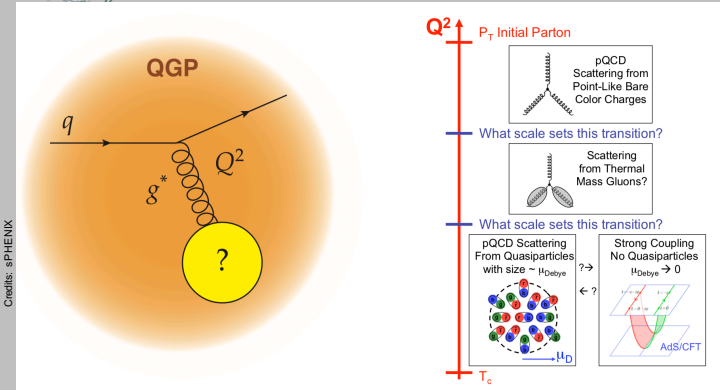 Credits: sPHENIX
QGP
q
g*
Q²
?
Q²
P_T Initial Parton
pQCD
Scattering from
Point-Like Bare
Color Charges
What scale sets this transition?
Scattering
from Thermal
Mass Gluons?
What scale sets this transition?
pQCD Scattering
From Quasiparticles
with size ~ μ_Debye
μ_D
?→
← ?
Strong Coupling
No Quasiparticles
μ_Debye → 0
AdS/CFT
T_c